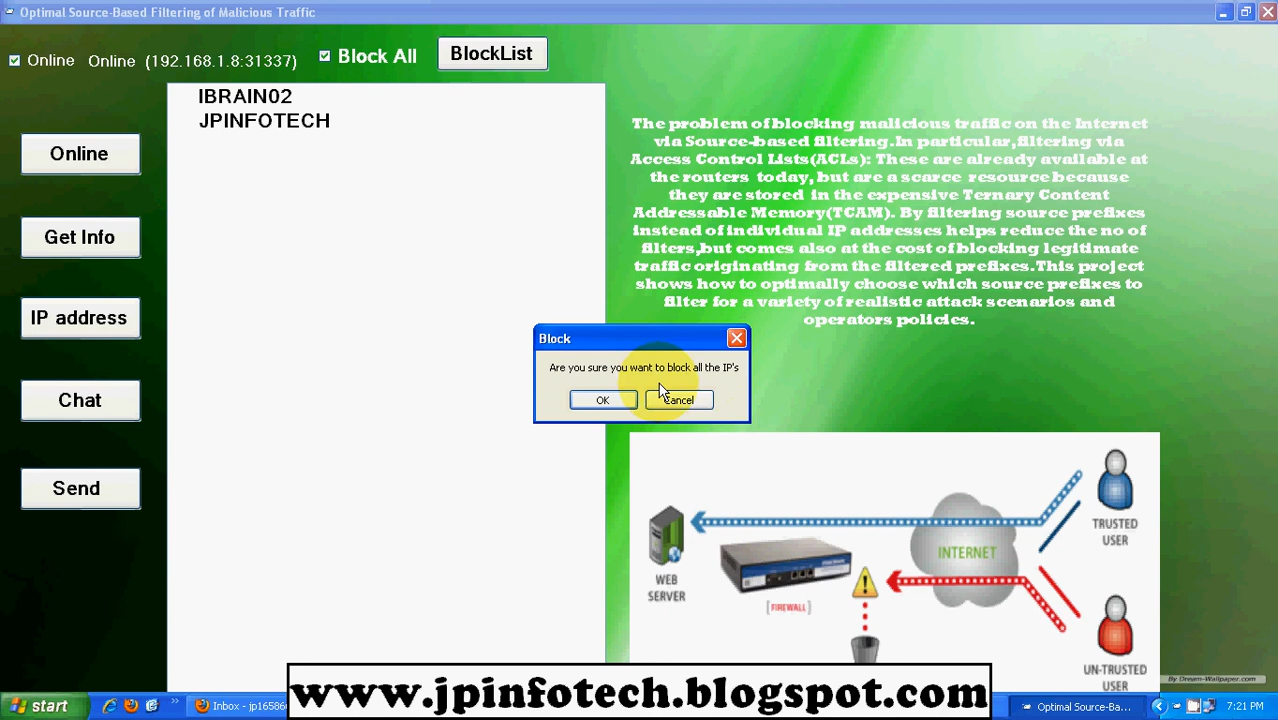 Optimal Source-Based Filtering of Malicious Traffic
Online
Online (192.168.1.8:31337)
Block All
BlockList
IBRAIN02
JPINFOTECH
Online
Get Info
IP address
Chat
Send
The problem of blocking malicious traffic on the Internet
via Source-based filtering.In particular,filtering via
Access Control Lists(ACLs): These are already available at
the routers today, but are a scarce resource because
they are stored in the expensive Ternary Content
Addressable Memory(TCAM). By filtering source prefixes
instead of individual IP addresses helps reduce the no of
filters,but comes also at the cost of blocking legitimate
traffic originating from the filtered prefixes.This project
shows how to optimally choose which source prefixes to
filter for a variety of realistic attack scenarios and
operators policies.
Block
Are you sure you want to block all the IP's
OK
Cancel
WEB
SERVER
[FIREWALL]
INTERNET
TRUSTED
USER
UN-TRUSTED
USER
By Dream-Wallpaper.com
www.jpinfotech.blogspot.com
start
Inbox - jp16586
Optimal Source-Ba...
7:21 PM